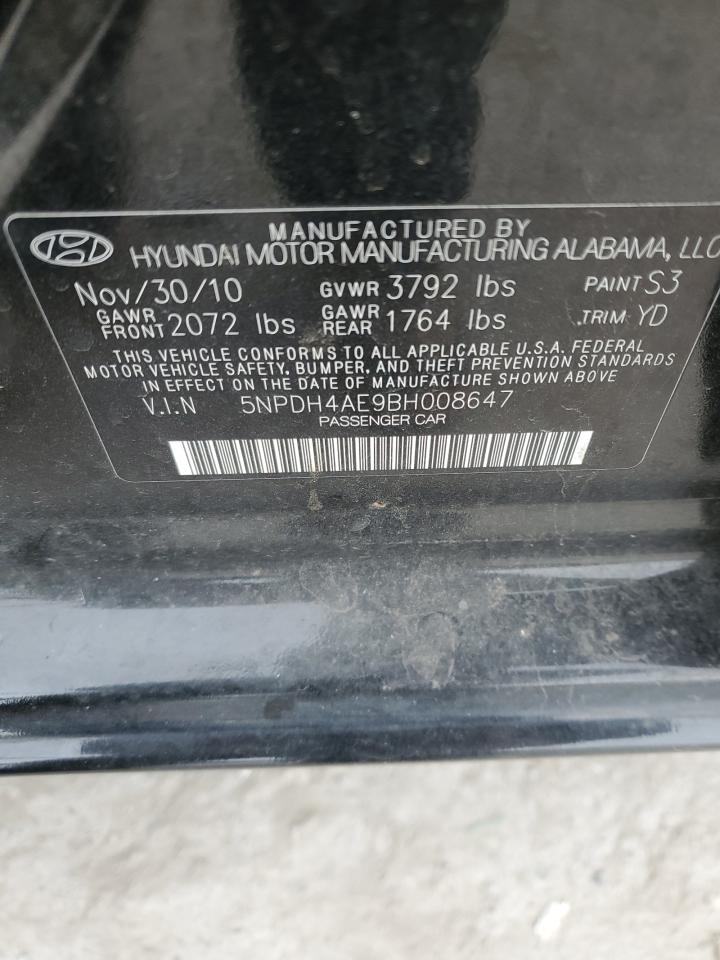 MANUFACTURED BY
HYUNDAI MOTOR MANUFACTURING ALABAMA, LLC
Nov/30/10 GVWR 3792 lbs PAINT S3
GAWR FRONT 2072 lbs GAWR REAR 1764 lbs .TRIM YD
THIS VEHICLE CONFORMS TO ALL APPLICABLE U.S.A. FEDERAL
MOTOR VEHICLE SAFETY, BUMPER, AND THEFT PREVENTION STANDARDS
IN EFFECT ON THE DATE OF MANUFACTURE SHOWN ABOVE
V.I.N 5NPDH4AE9BH008647
PASSENGER CAR